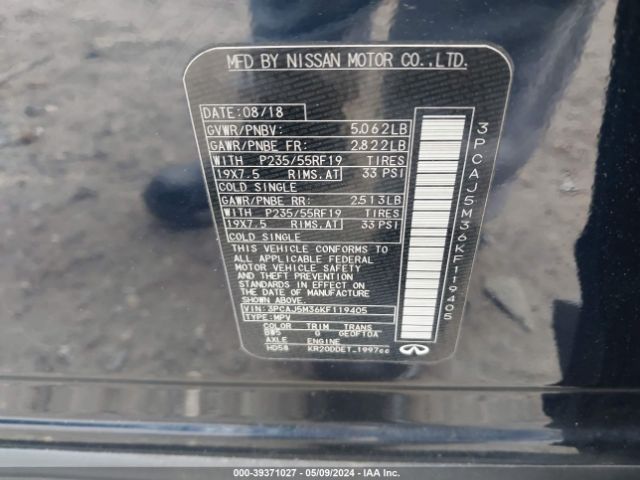 MFD BY NISSAN MOTOR CO.,LTD.
DATE:08/18
GVWR/PNBV: 5.062LB
GAWR/PNBE FR: 2.822LB
WITH P235/55RF19 TIRES
19X7.5 RIMS.AT 33 PSI
COLD SINGLE
GAWR/PNBE RR: 2.513LB
WITH P235/55RF19 TIRES
19X7.5 RIMS.AT 33 PSI
COLD SINGLE
THIS VEHICLE CONFORMS TO
ALL APPLICABLE FEDERAL
MOTOR VEHICLE SAFETY
AND THEFT PREVENTION
STANDARDS IN EFFECT ON
THE DATE OF MANUFACTURE
SHOWN ABOVE.
VIN: 3PCAJ5M36KF119405
TYPE:MPV
COLOR TRIM TRANS
BW5 G GE0F10A
AXLE ENGINE
HD58 KR20DDET_1997cc
3PCAJ5M36KF119405
000-39371027 - 05/09/2024 - IAA Inc.